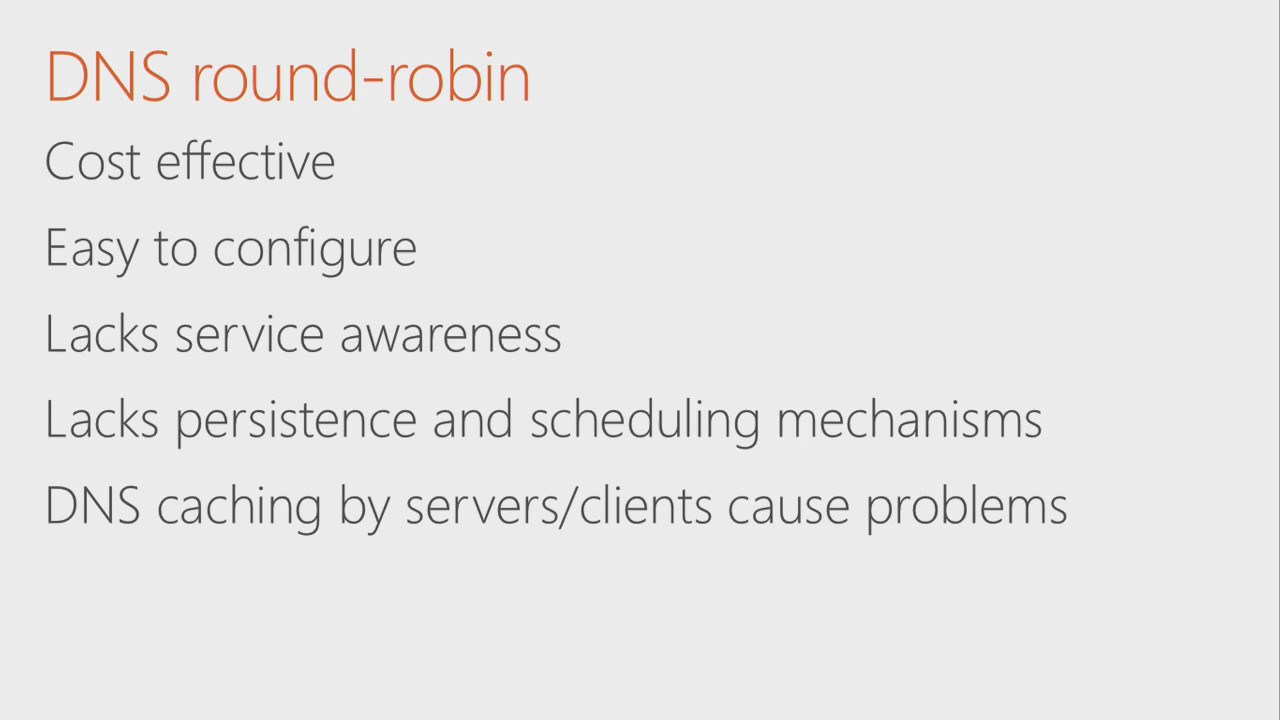 DNS round-robin
Cost effective
Easy to configure
Lacks service awareness
Lacks persistence and scheduling mechanisms
DNS caching by servers/clients cause problems